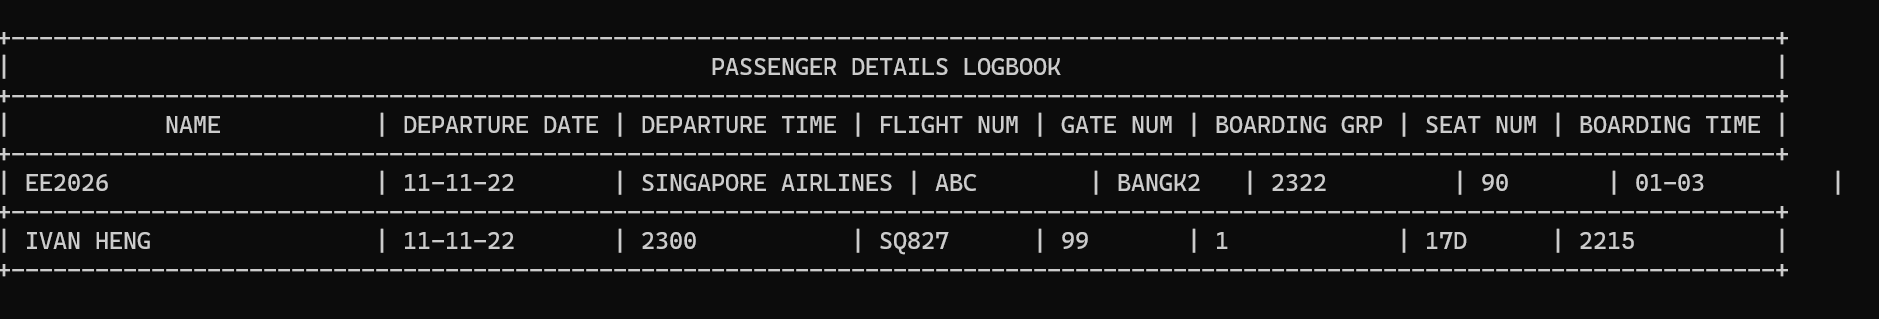 PASSENGER DETAILS LOGBOOK
| NAME | DEPARTURE DATE | DEPARTURE TIME | FLIGHT NUM | GATE NUM | BOARDING GRP | SEAT NUM | BOARDING TIME |
| EE2026 | 11-11-22 | SINGAPORE AIRLINES | ABC | BANGK2 | 2322 | 90 | 01-03 |
| IVAN HENG | 11-11-22 | 2300 | SQ827 | 99 | 1 | 17D | 2215 |